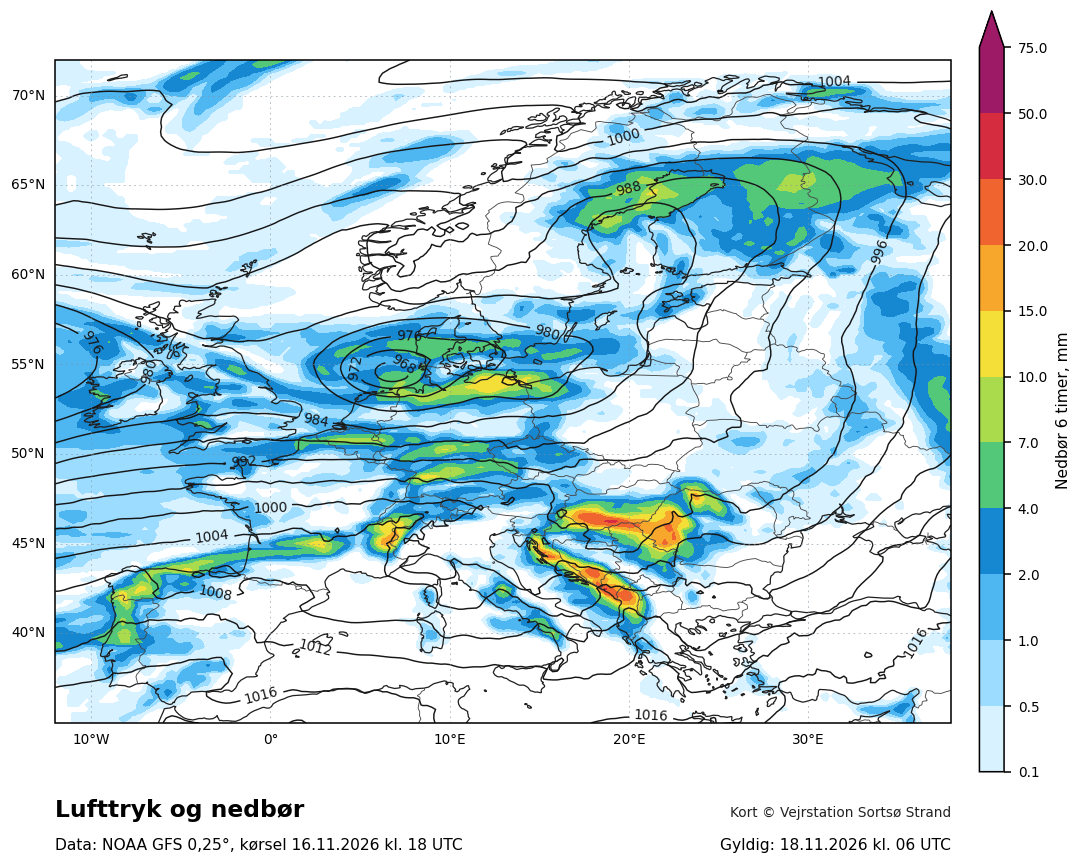 75.0
50.0
30.0
20.0
15.0
10.0
7.0
4.0
2.0
1.0
0.5
0.1
Nedbør 6 timer, mm
70°N
65°N
60°N
55°N
50°N
45°N
40°N
10°W
0°
10°E
20°E
30°E
1004
1000
988
996
976
980
976
980
972
968
984
992
1000
1004
1008
1012
1016
1016
1016
Lufttryk og nedbør
Kort © Vejrstation Sortsø Strand
Data: NOAA GFS 0,25°, kørsel 16.11.2026 kl. 18 UTC
Gyldig: 18.11.2026 kl. 06 UTC